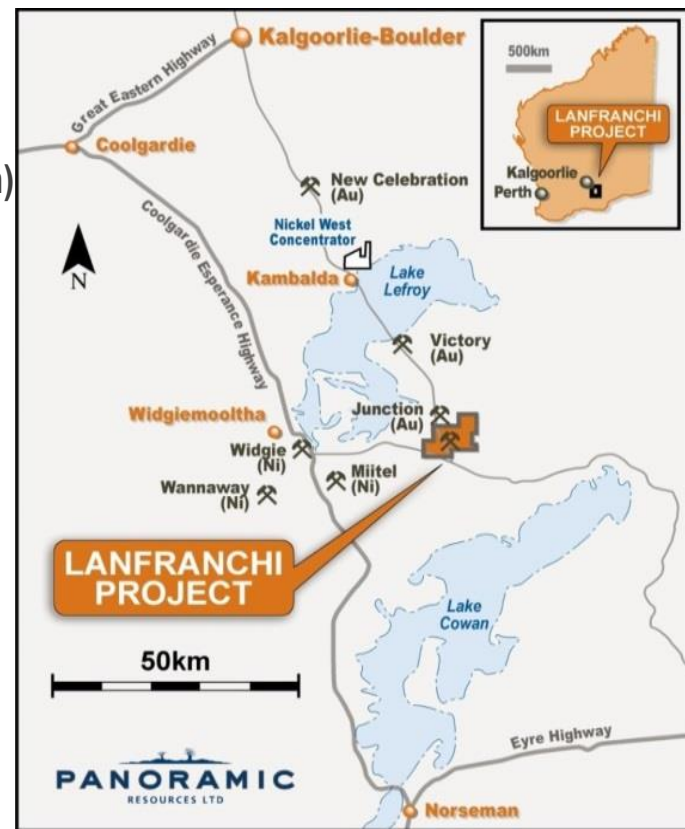 Kalgoorlie-Boulder
Great Eastern Highway
Coolgardie
)
New Celebration
(Au)
Nickel West
Concentrator
Kambalda
Lake
Lefroy
N
Coolgardie Esperance Highway
Victory
(Au)
Junction
(Au)
Widgiemooltha
Widgie
(Ni)
Miitel
(Ni)
Wannaway
(Ni)
LANFRANCHI
PROJECT
Lake
Cowan
50km
Eyre Highway
PANORAMIC
RESOURCES LTD
Norseman
500km
LANFRANCHI
PROJECT
Kalgoorlie
Perth